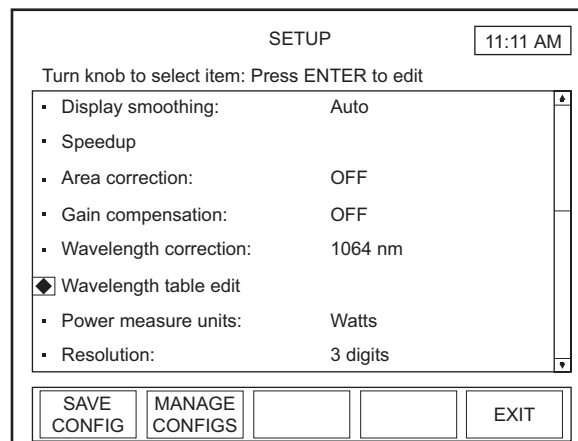 SETUP
11:11 AM
Turn knob to select item: Press ENTER to edit
Display smoothing: Auto
Speedup
Area correction: OFF
Gain compensation: OFF
Wavelength correction: 1064 nm
Wavelength table edit
Power measure units: Watts
Resolution: 3 digits
SAVE
CONFIG
MANAGE
CONFIGS
EXIT